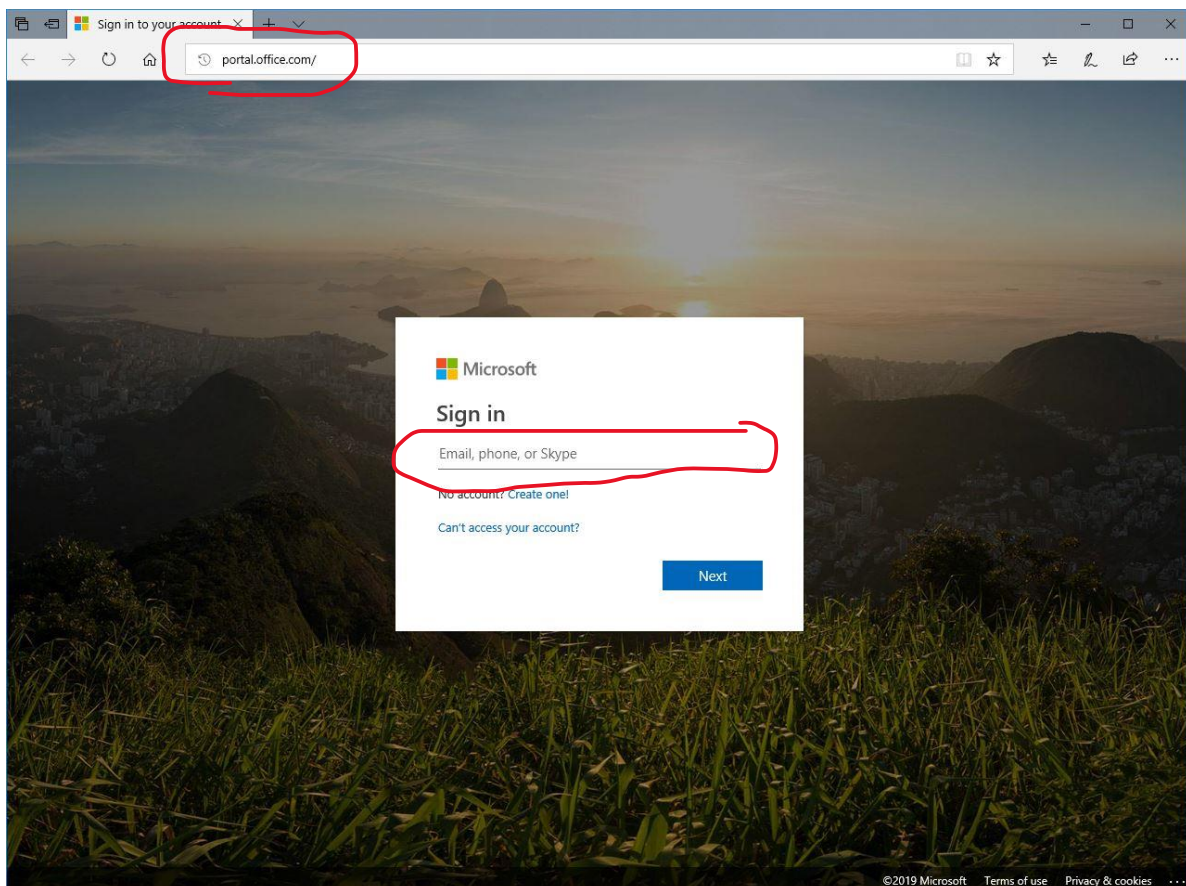 Sign in to your account
portal.office.com/
Microsoft
Sign in
Email, phone, or Skype
No account? Create one!
Can't access your account?
Next
©2019 Microsoft Terms of use Privacy & cookies ...